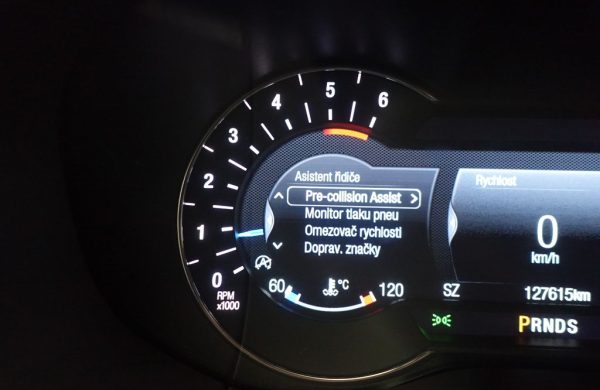 6
5
4
3
2
1
0
RPM
x1000
Asistent řidiče
Pre-collision Assist >
Monitor tlaku pneu
Omezovač rychlosti
Doprav. značky
60 °C 120
Rychlost
0
km/h
SZ 127615km
PRNDS